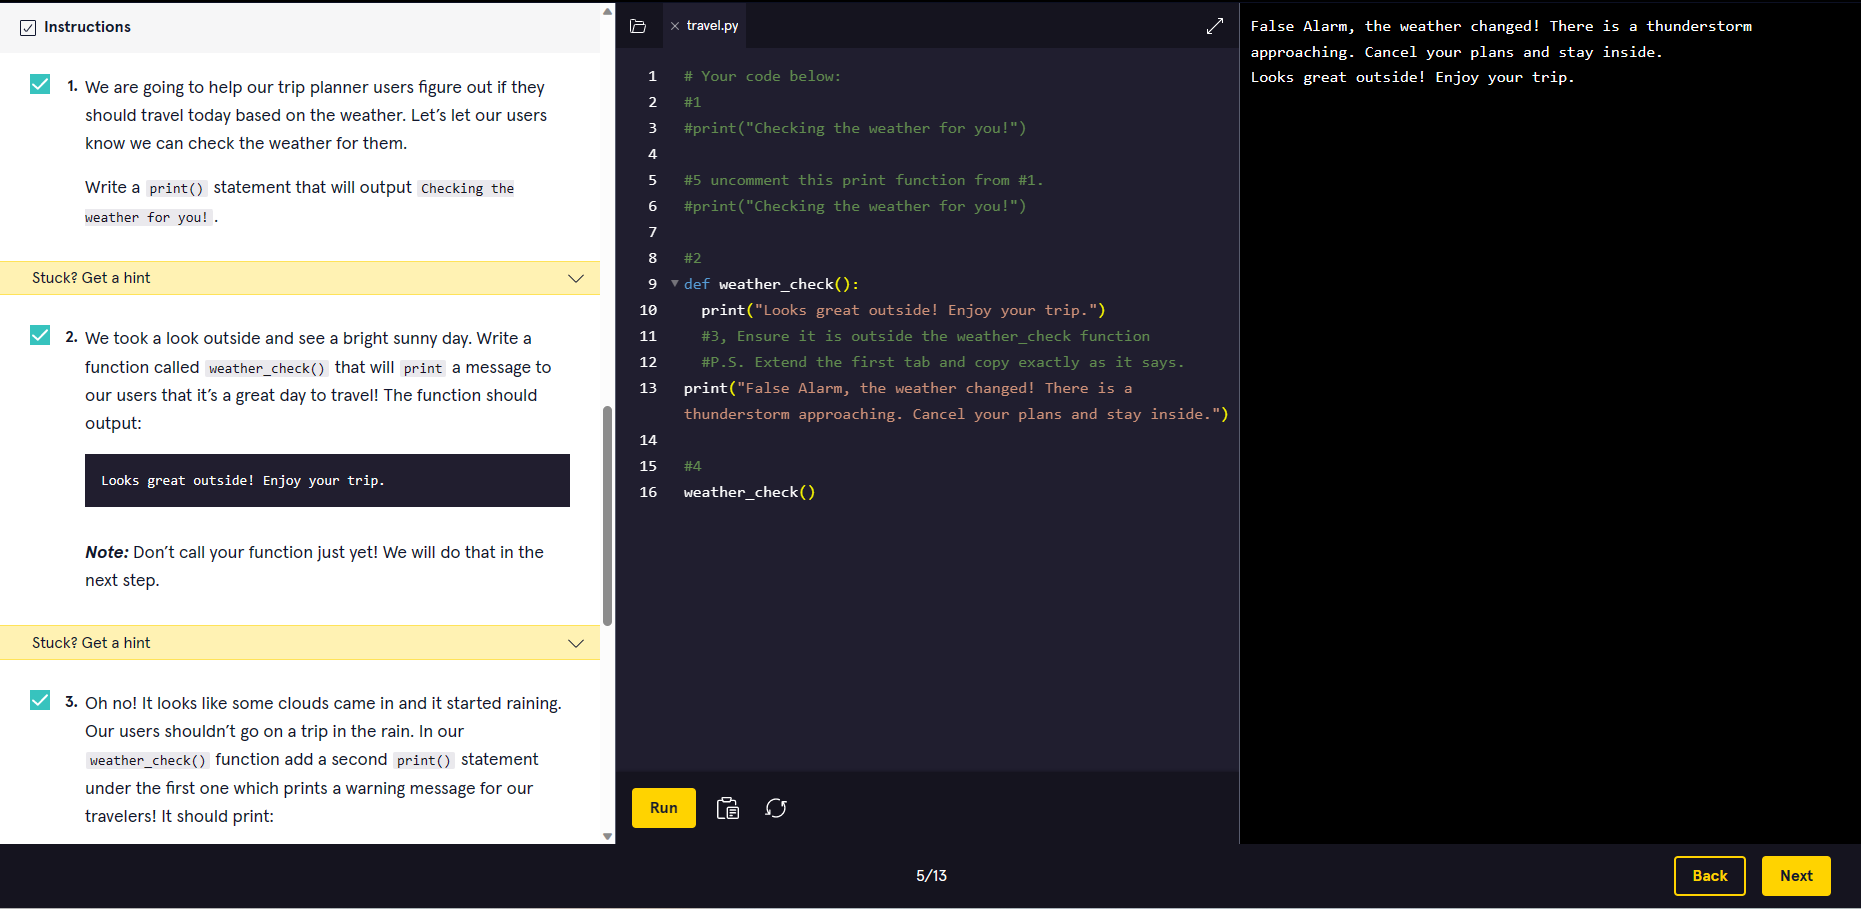 Instructions
1. We are going to help our trip planner users figure out if they
should travel today based on the weather. Let's let our users
know we can check the weather for them.
Write a print() statement that will output Checking the
weather for you! .
Stuck? Get a hint
2. We took a look outside and see a bright sunny day. Write a
function called weather_check() that will print a message to
our users that it's a great day to travel! The function should
output:
Looks great outside! Enjoy your trip.
Note: Don't call your function just yet! We will do that in the
next step.
Stuck? Get a hint
3. Oh no! It looks like some clouds came in and it started raining.
Our users shouldn't go on a trip in the rain. In our
weather_check() function add a second print() statement
under the first one which prints a warning message for our
travelers! It should print:
travel.py
1 # Your code below:
2 #1
3 #print("Checking the weather for you!")
4
5 #5 uncomment this print function from #1.
6 #print("Checking the weather for you!")
7
8 #2
9 def weather_check():
10 print("Looks great outside! Enjoy your trip.")
11 #3, Ensure it is outside the weather_check function
12 #P.S. Extend the first tab and copy exactly as it says.
13 print("False Alarm, the weather changed! There is a
thunderstorm approaching. Cancel your plans and stay inside.")
14
15 #4
16 weather_check()
Run
False Alarm, the weather changed! There is a thunderstorm
approaching. Cancel your plans and stay inside.
Looks great outside! Enjoy your trip.
5/13
Back
Next